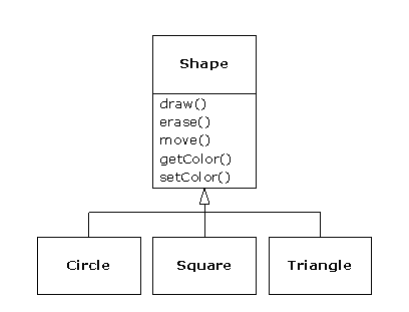 Shape
draw()
erase()
move()
getColor()
setColor()
Circle
Square
Triangle